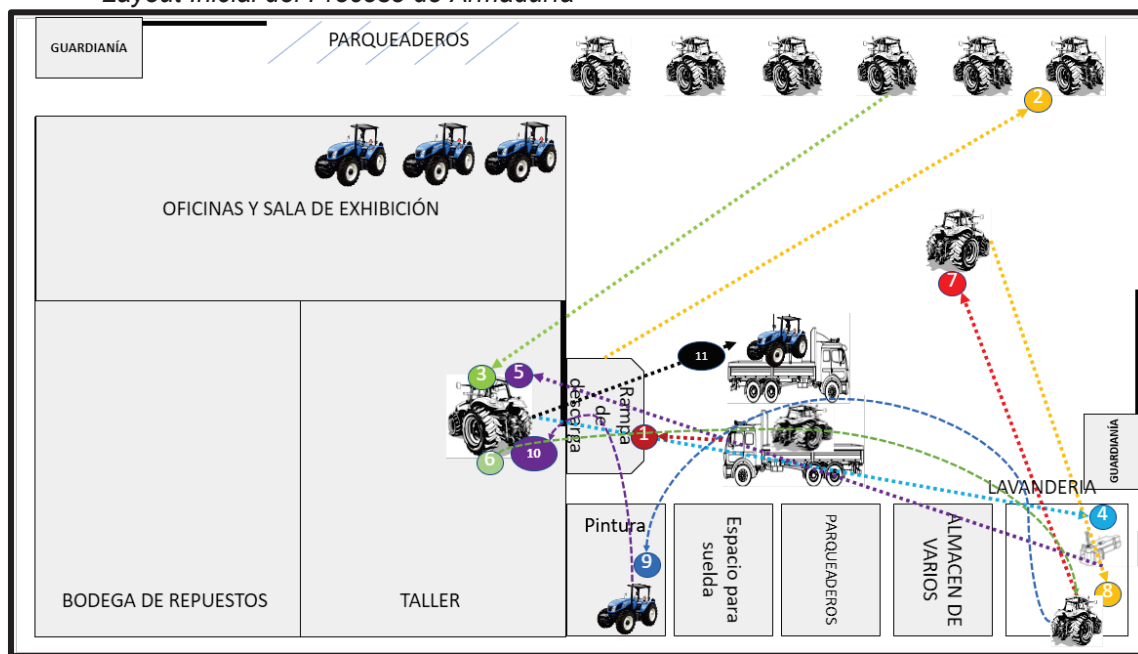 Layout Inicial del Proceso de Armaduría
GUARDIANÍA
PARQUEADEROS
2
OFICINAS Y SALA DE EXHIBICIÓN
7
11
3
5
Rampa
de
descarga
1
10
6
GUARDIANÍA
LAVANDERIA
4
Pintura
9
Espacio para
suelda
PARQUEADEROS
ALMACEN DE
VARIOS
8
BODEGA DE REPUESTOS
TALLER